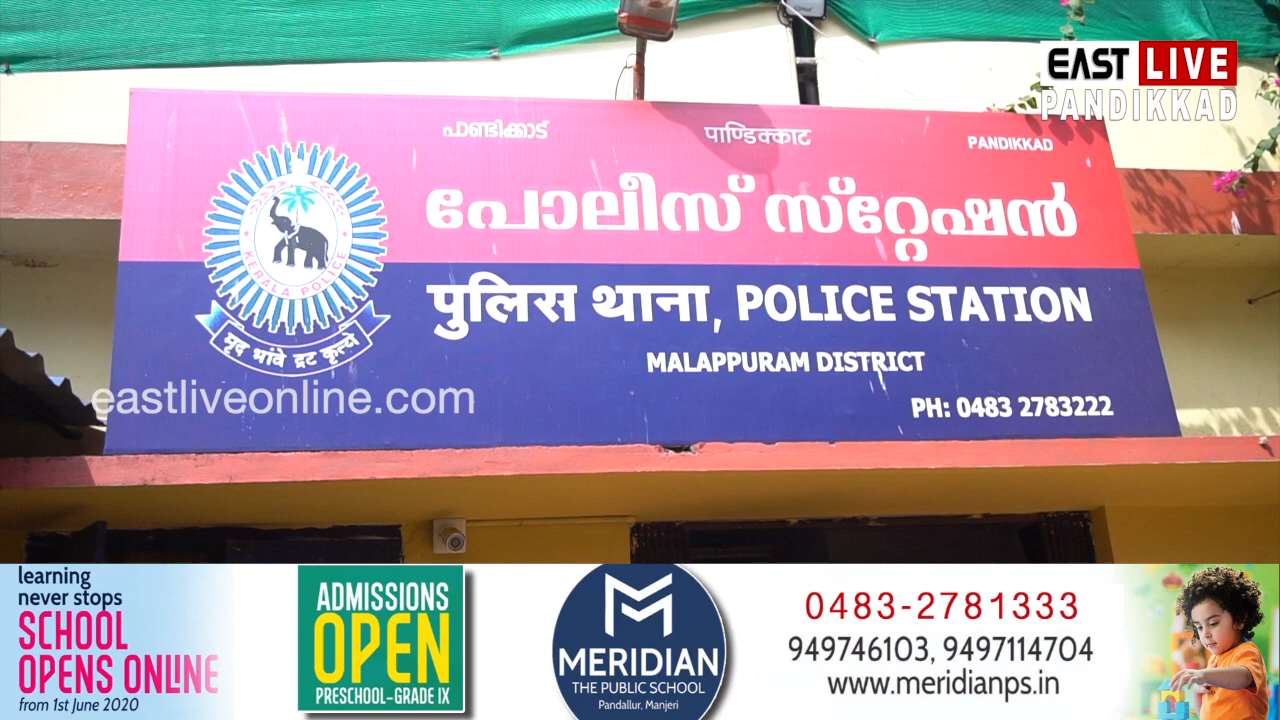 EAST LIVE
PANDIKKAD
പാണ്ടിക്കാട് पाण्डिक्काट PANDIKKAD
പോലീസ് സ്റ്റേഷൻ
पुलिस थाना, POLICE STATION
MALAPPURAM DISTRICT
PH: 0483 2783222
KERALA POLICE
मृदु भावे द्रट कृत्ये
eastliveonline.com
learning
never stops
SCHOOL
OPENS ONLINE
from 1st June 2020
ADMISSIONS
OPEN
PRESCHOOL-GRADE IX
M
MERIDIAN
THE PUBLIC SCHOOL
Pandallur, Manjeri
0483-2781333
949746103, 9497114704
www.meridianps.in